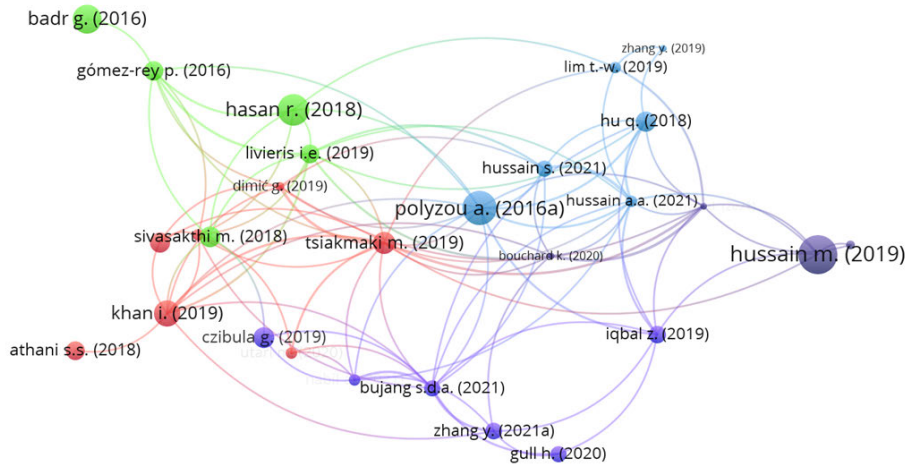 badr g. (2016)
zhang y. (2019)
gómez-rey p. (2016)
lim t.-w. (2019)
hasan r. (2018)
hu q. (2018)
livieris i.e. (2019)
hussain s. (2021)
dimić g. (2019)
polyzou a. (2016a)
hussain a.a. (2021)
sivasakthi m. (2018)
tsiakmaki m. (2019)
bouchard k. (2020)
hussain m. (2019)
khan i. (2019)
czibula g. (2019)
iqbal z. (2019)
athani s.s. (2018)
bujang s.d.a. (2021)
zhang y. (2021a)
gull h. (2020)